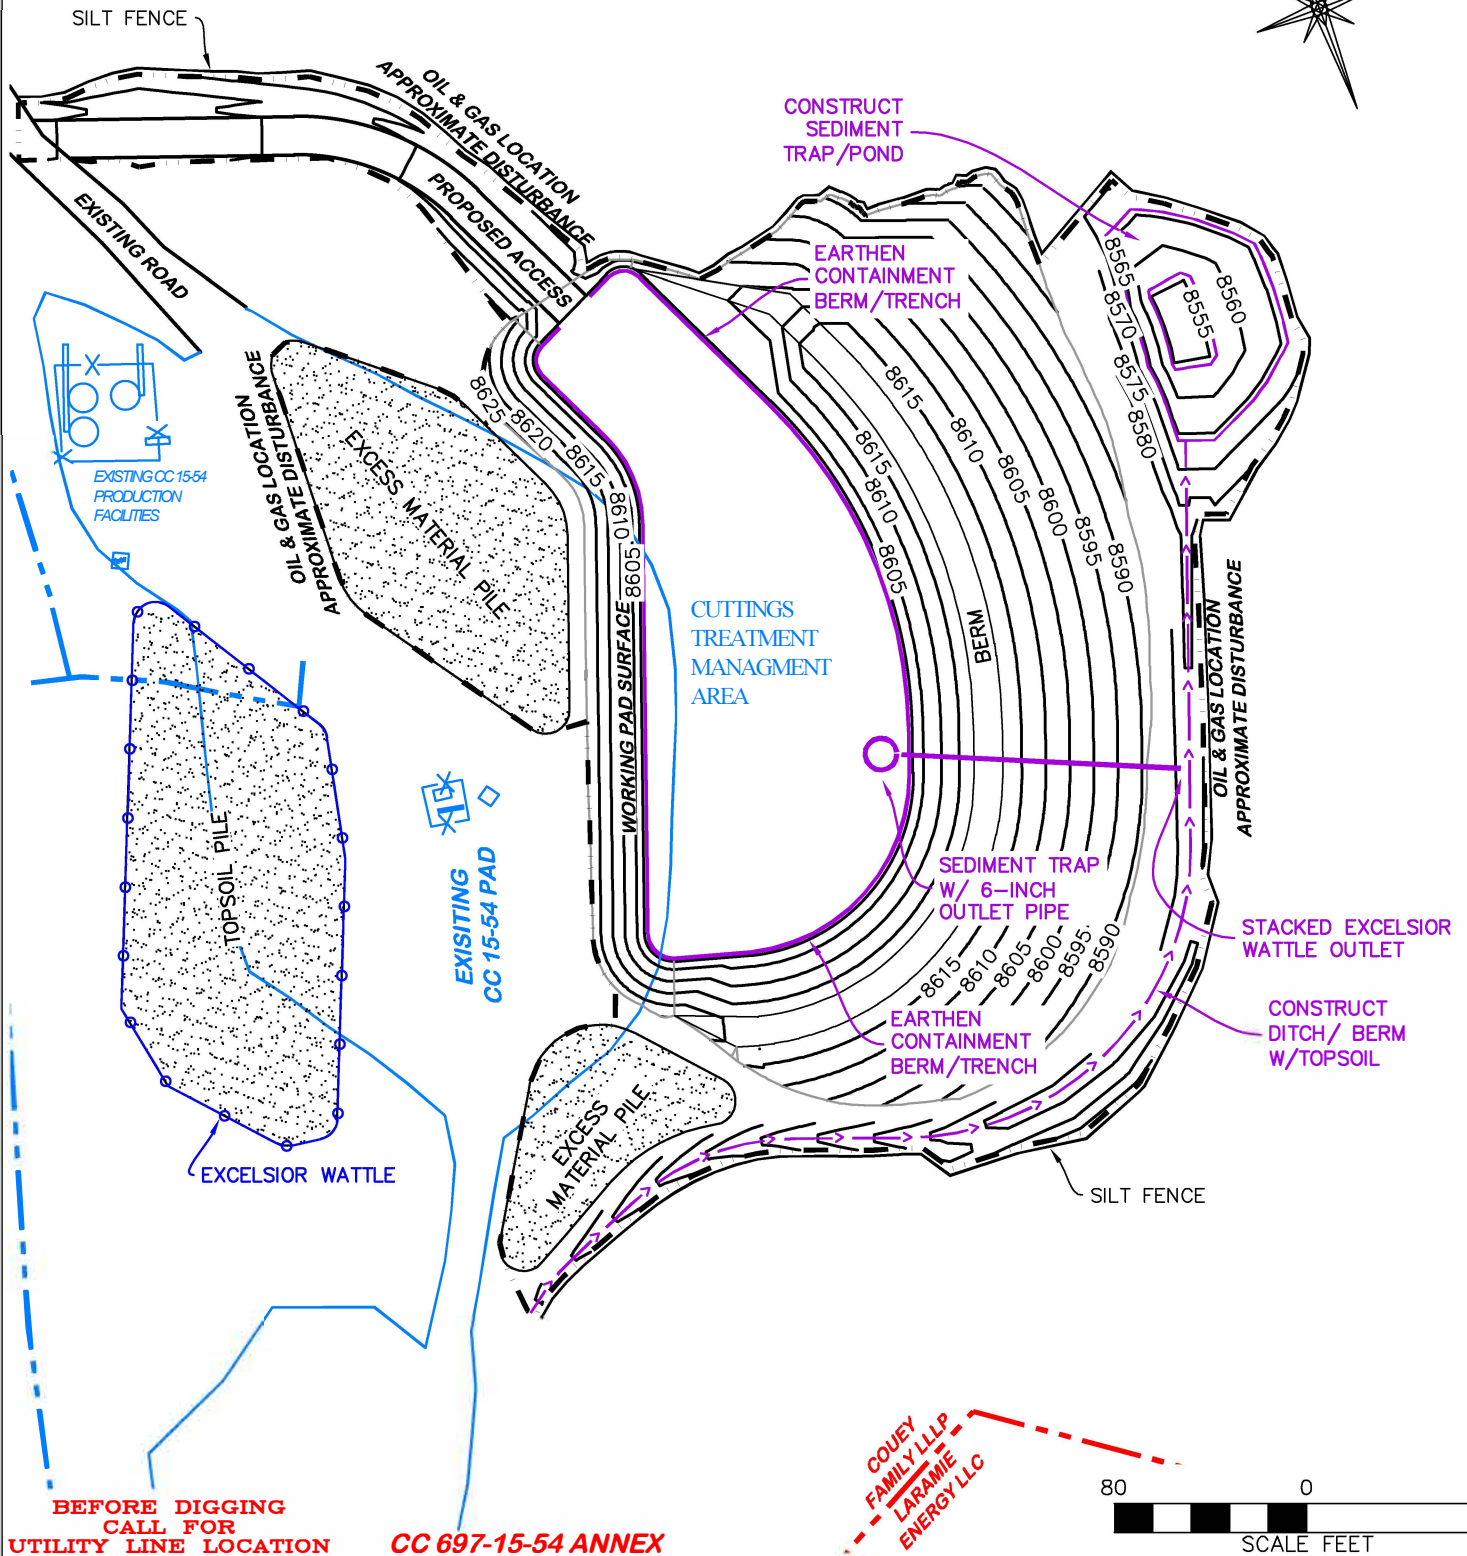 SILT FENCE
OIL & GAS LOCATION
APPROXIMATE DISTURBANCE
CONSTRUCT
SEDIMENT
TRAP/POND
PROPOSED ACCESS
EXISTING ROAD
EARTHEN
CONTAINMENT
BERM/TRENCH
8565
8570
8575
8580
8555
8560
OIL & GAS LOCATION
APPROXIMATE DISTURBANCE
EXCESS MATERIAL PILE
8625
8620
8615
8610
8605
8615
8610
8605
8600
8595
8590
8615
8610
8605
EXISTING CC 15-54
PRODUCTION
FACILITIES
CUTTINGS
TREATMENT
MANAGMENT
AREA
WORKING PAD SURFACE
BERM
OIL & GAS LOCATION
APPROXIMATE DISTURBANCE
TOPSOIL PILE
EXISITING
CC 15-54 PAD
SEDIMENT TRAP
W/ 6-INCH
OUTLET PIPE
STACKED EXCELSIOR
WATTLE OUTLET
8615
8610
8605
8600
8595
8590
EARTHEN
CONTAINMENT
BERM/TRENCH
CONSTRUCT
DITCH/ BERM
W/TOPSOIL
EXCESS
MATERIAL PILE
EXCELSIOR WATTLE
SILT FENCE
COUEY
FAMILY LLLP
LARAMIE
ENERGY LLC
80 0
SCALE FEET
BEFORE DIGGING
CALL FOR
UTILITY LINE LOCATION
CC 697-15-54 ANNEX